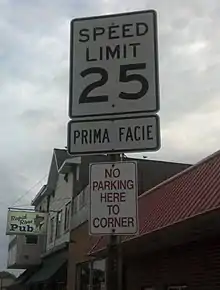 SPEED
LIMIT
25
PRIMA FACIE
NO
PARKING
HERE
TO
CORNER
Pub